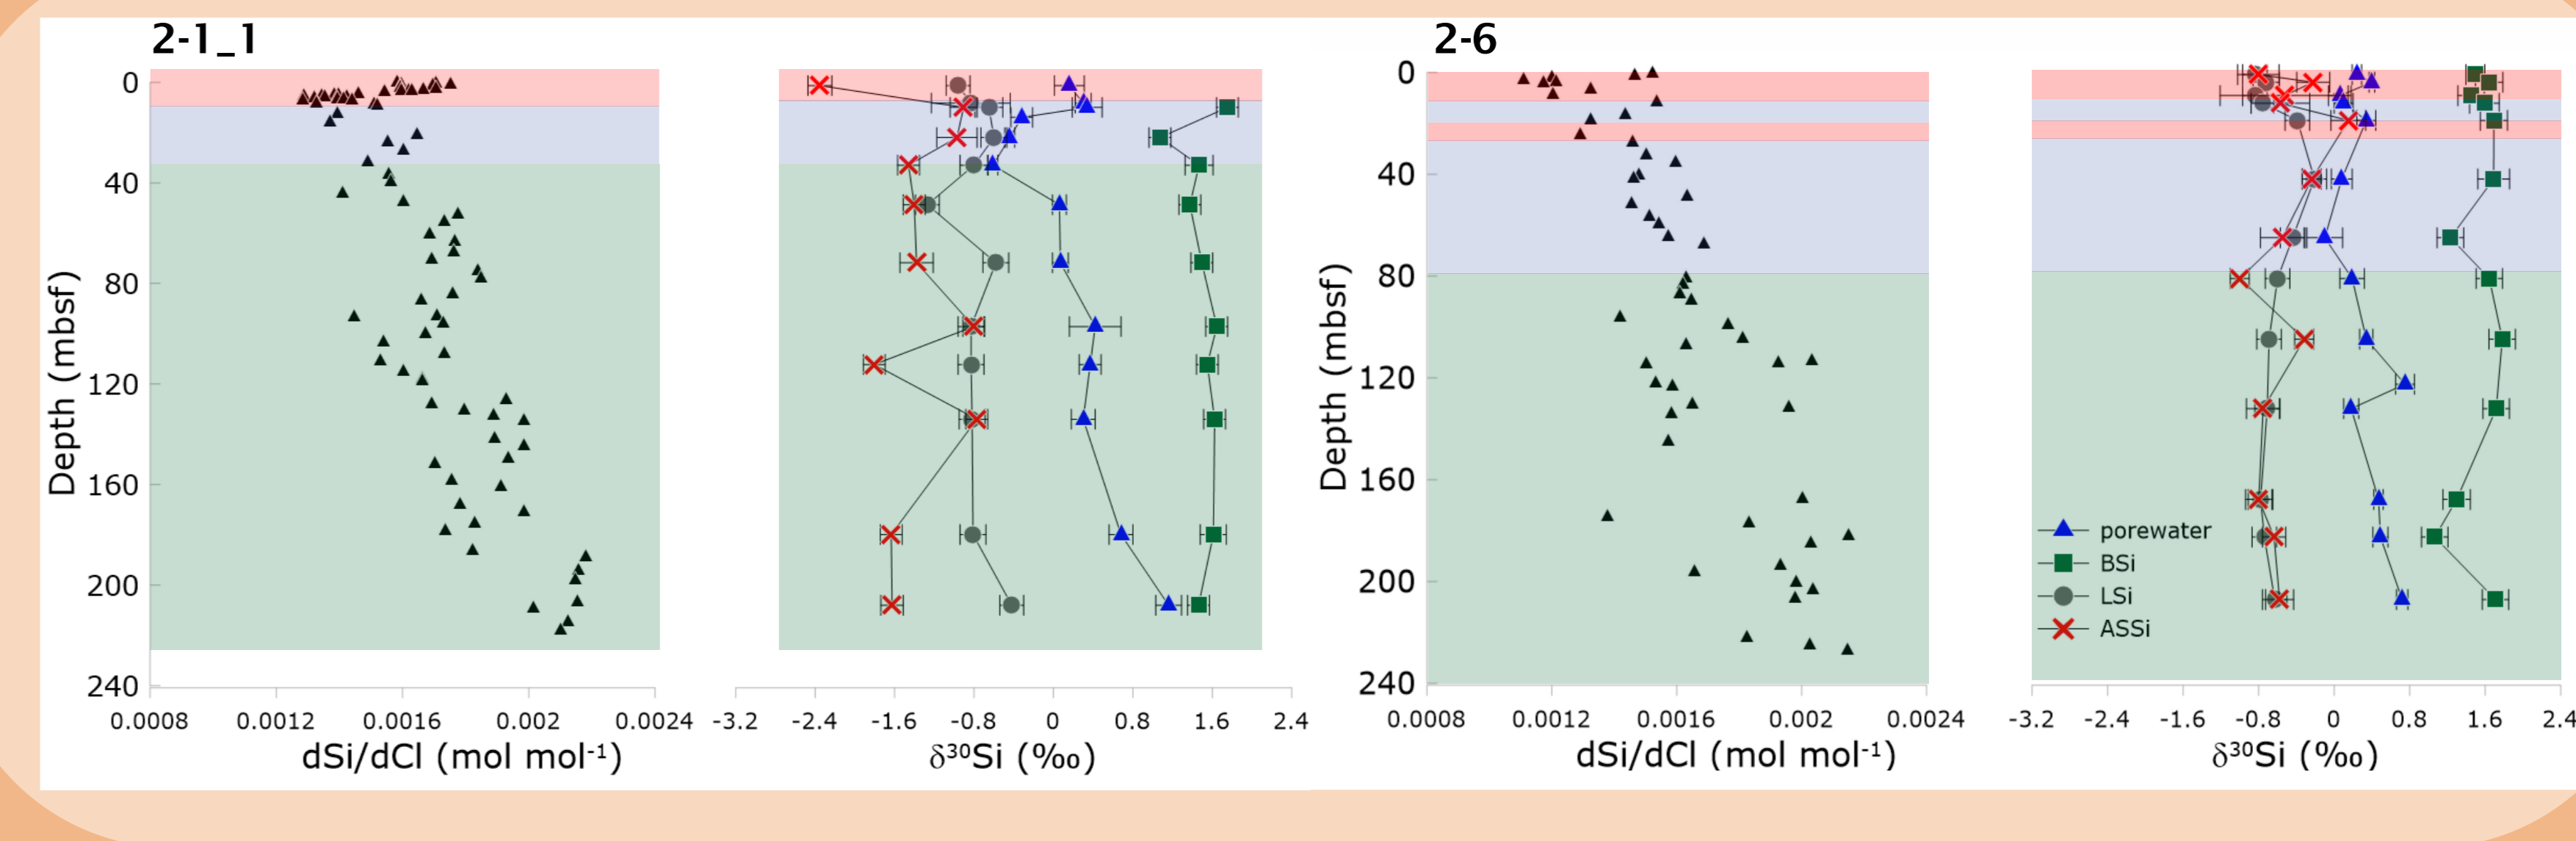 2-1_1
2-6
0
40
80
120
160
200
240
Depth (mbsf)
0.0008 0.0012 0.0016 0.002 0.0024
dSi/dCl (mol mol⁻¹)
-3.2 -2.4 -1.6 -0.8 0 0.8 1.6 2.4
δ³⁰Si (‰)
0
40
80
120
160
200
240
Depth (mbsf)
0.0008 0.0012 0.0016 0.002 0.0024
dSi/dCl (mol mol⁻¹)
porewater
BSi
LSi
ASSi
-3.2 -2.4 -1.6 -0.8 0 0.8 1.6 2.4
δ³⁰Si (‰)